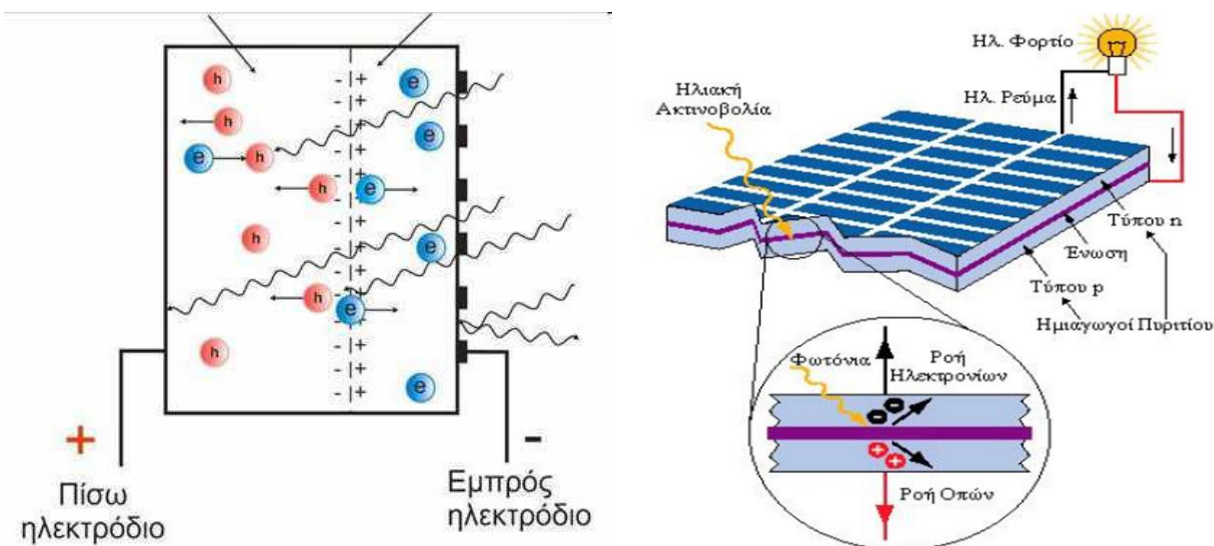 h
e
h
e
e
h
h
e
h
e
h
e
h
e
+
-
Πίσω
ηλεκτρόδιο
Εμπρός
ηλεκτρόδιο
Ηλ. Φορτίο
Ηλιακή
Ακτινοβολία
Ηλ. Ρεύμα
Τύπου n
Ένωση
Τύπου p
Ημιαγωγοί Πυριτίου
Φωτόνια
Ροή
Ηλεκτρονίων
Ροή Οπών